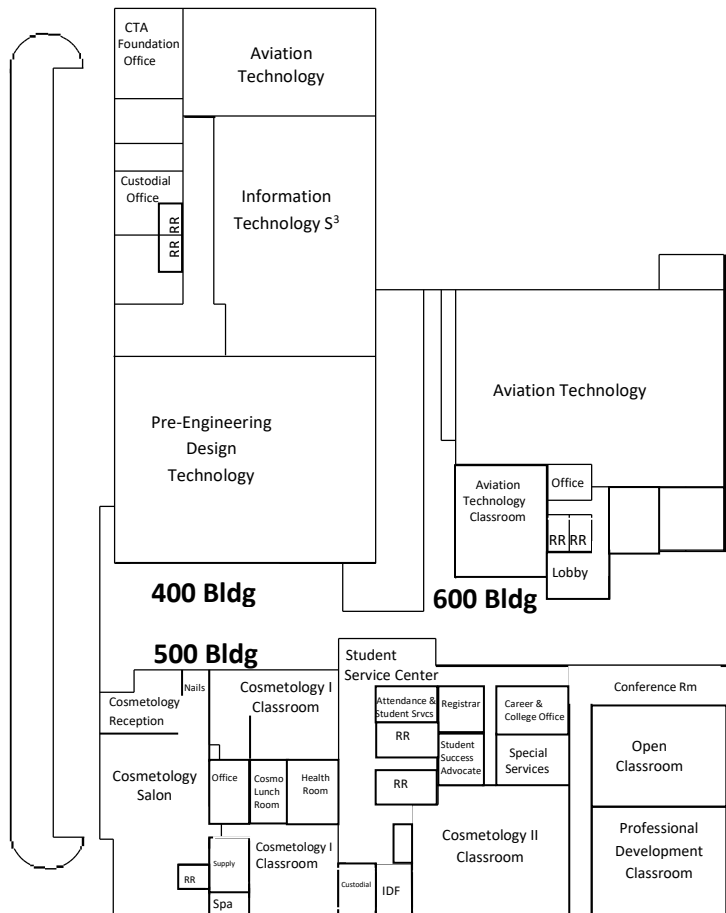 CTA
Foundation
Office
Aviation
Technology
Custodial
Office
RR
RR
Information
Technology S³
Pre-Engineering
Design
Technology
Aviation Technology
Aviation
Technology
Classroom
Office
RR RR
Lobby
400 Bldg
600 Bldg
500 Bldg
Student
Service Center
Nails
Cosmetology
Reception
Cosmetology I
Classroom
Attendance &
Student Srvcs
Registrar
Career &
College Office
Conference Rm
RR
Student
Success
Advocate
Special
Services
Open
Classroom
Cosmetology
Salon
Office
Cosmo
Lunch
Room
Health
Room
RR
Cosmetology I
Classroom
Cosmetology II
Classroom
Professional
Development
Classroom
Supply
RR
Spa
Custodial
IDF